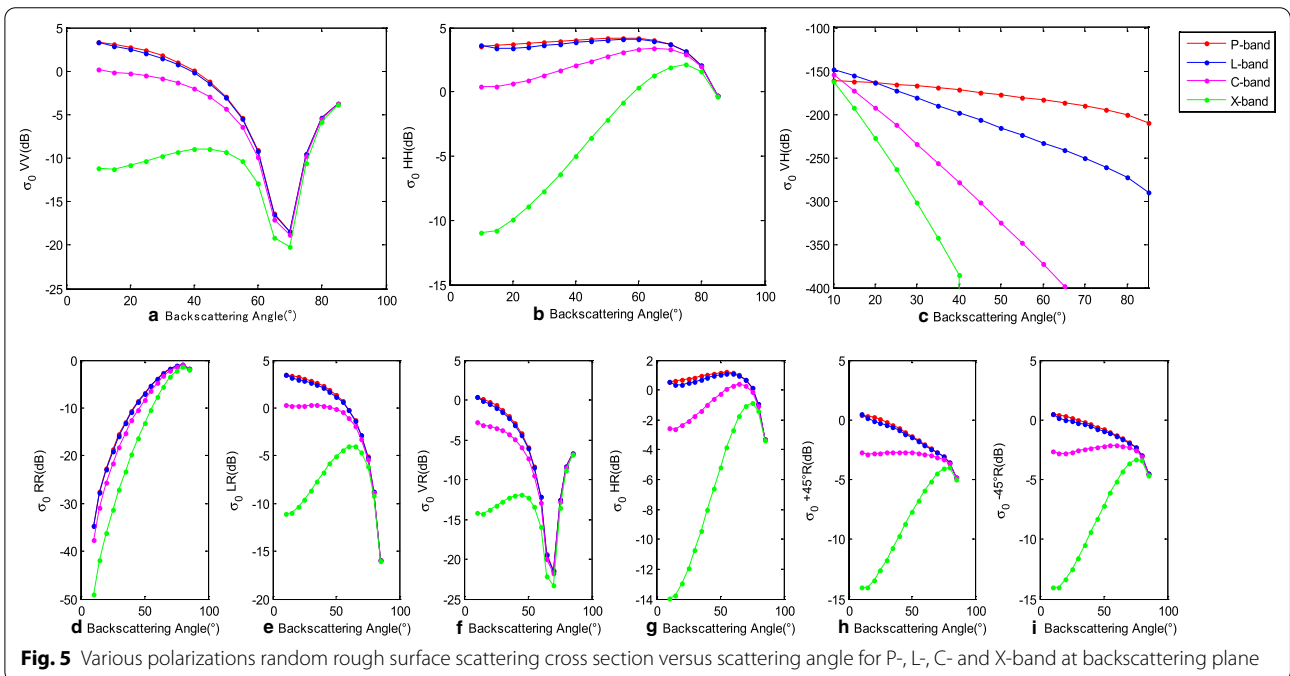 5
0
-5
-10
-15
-20
-25
0 20 40 60 80 100
σ0 VV(dB)
a Backscattering Angle(°)
5
0
-5
-10
-15
0 20 40 60 80 100
σ0 HH(dB)
b Backscattering Angle(°)
-100
-150
-200
-250
-300
-350
-400
10 20 30 40 50 60 70 80
σ0 VH(dB)
c Backscattering Angle(°)
P-band
L-band
C-band
X-band
0
-10
-20
-30
-40
-50
0 50 100
σ0 RR(dB)
d Backscattering Angle(°)
5
0
-5
-10
-15
-20
0 50 100
σ0 LR(dB)
e Backscattering Angle(°)
5
0
-5
-10
-15
-20
-25
0 50 100
σ0 VR(dB)
f Backscattering Angle(°)
2
0
-2
-4
-6
-8
-10
-12
-14
0 50 100
σ0 HR(dB)
g Backscattering Angle(°)
5
0
-5
-10
-15
0 50 100
σ0 +45°R(dB)
h Backscattering Angle(°)
5
0
-5
-10
-15
0 50 100
σ0 -45°R(dB)
i Backscattering Angle(°)
Fig. 5 Various polarizations random rough surface scattering cross section versus scattering angle for P-, L-, C- and X-band at backscattering plane